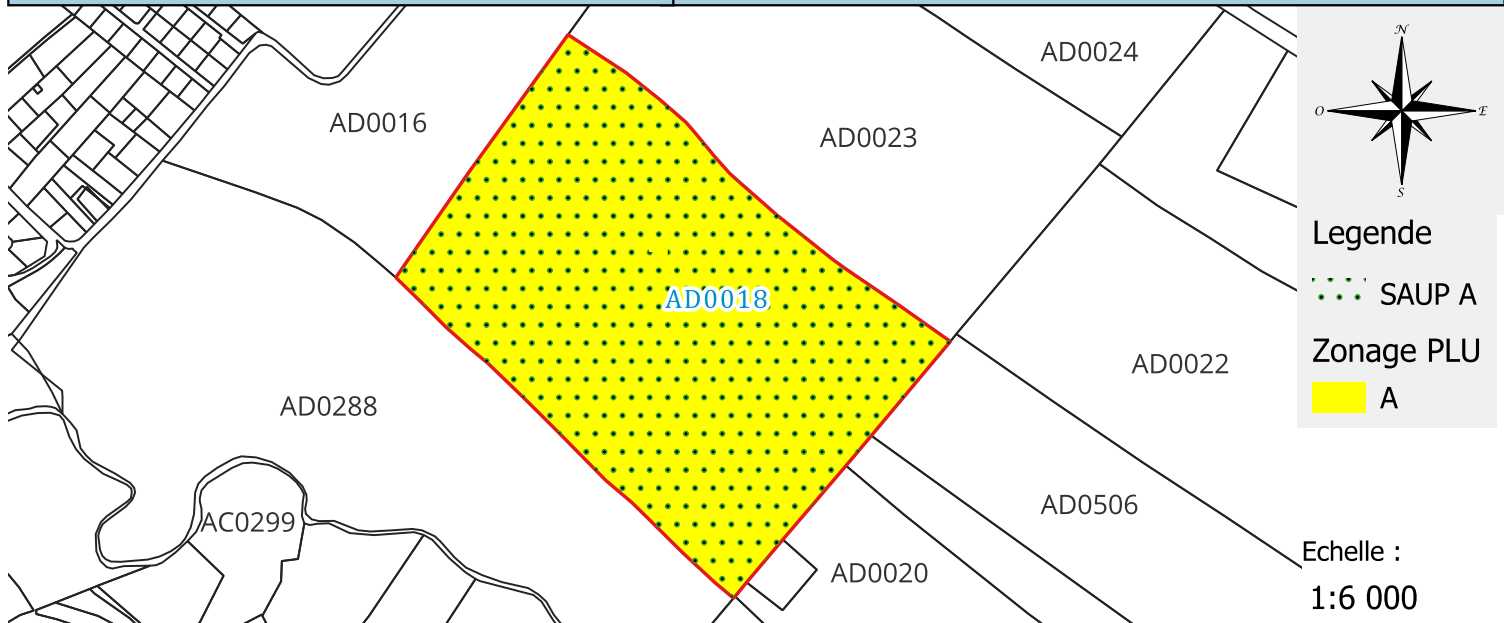 AD0024
AD0016
AD0023
N
O
E
S
Legende
SAUP A
Zonage PLU
A
AD0018
AD0022
AD0288
AD0506
AC0299
AD0020
Echelle :
1:6 000